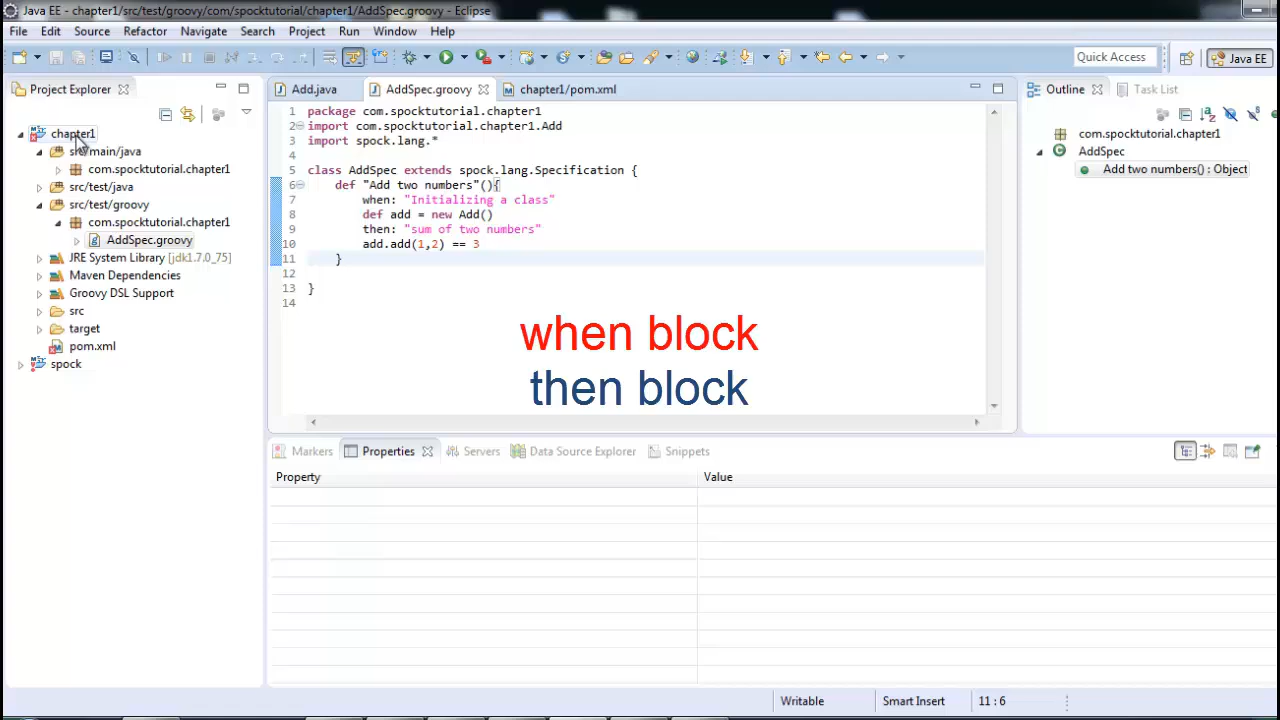 Java EE - chapter1/src/test/groovy/com/spocktutorial/chapter1/AddSpec.groovy - Eclipse
File Edit Source Refactor Navigate Search Project Run Window Help
Quick Access Java EE
Project Explorer
chapter1
src/main/java
com.spocktutorial.chapter1
src/test/java
src/test/groovy
com.spocktutorial.chapter1
AddSpec.groovy
JRE System Library [jdk1.7.0_75]
Maven Dependencies
Groovy DSL Support
src
target
pom.xml
spock
Add.java AddSpec.groovy chapter1/pom.xml
1 package com.spocktutorial.chapter1
2 import com.spocktutorial.chapter1.Add
3 import spock.lang.*
4
5 class AddSpec extends spock.lang.Specification {
6 def "Add two numbers"(){
7 when: "Initializing a class"
8 def add = new Add()
9 then: "sum of two numbers"
10 add.add(1,2) == 3
11 }
12
13 }
14
when block
then block
Outline Task List
com.spocktutorial.chapter1
AddSpec
Add two numbers() : Object
Markers Properties Servers Data Source Explorer Snippets
Property Value
Writable Smart Insert 11 : 6